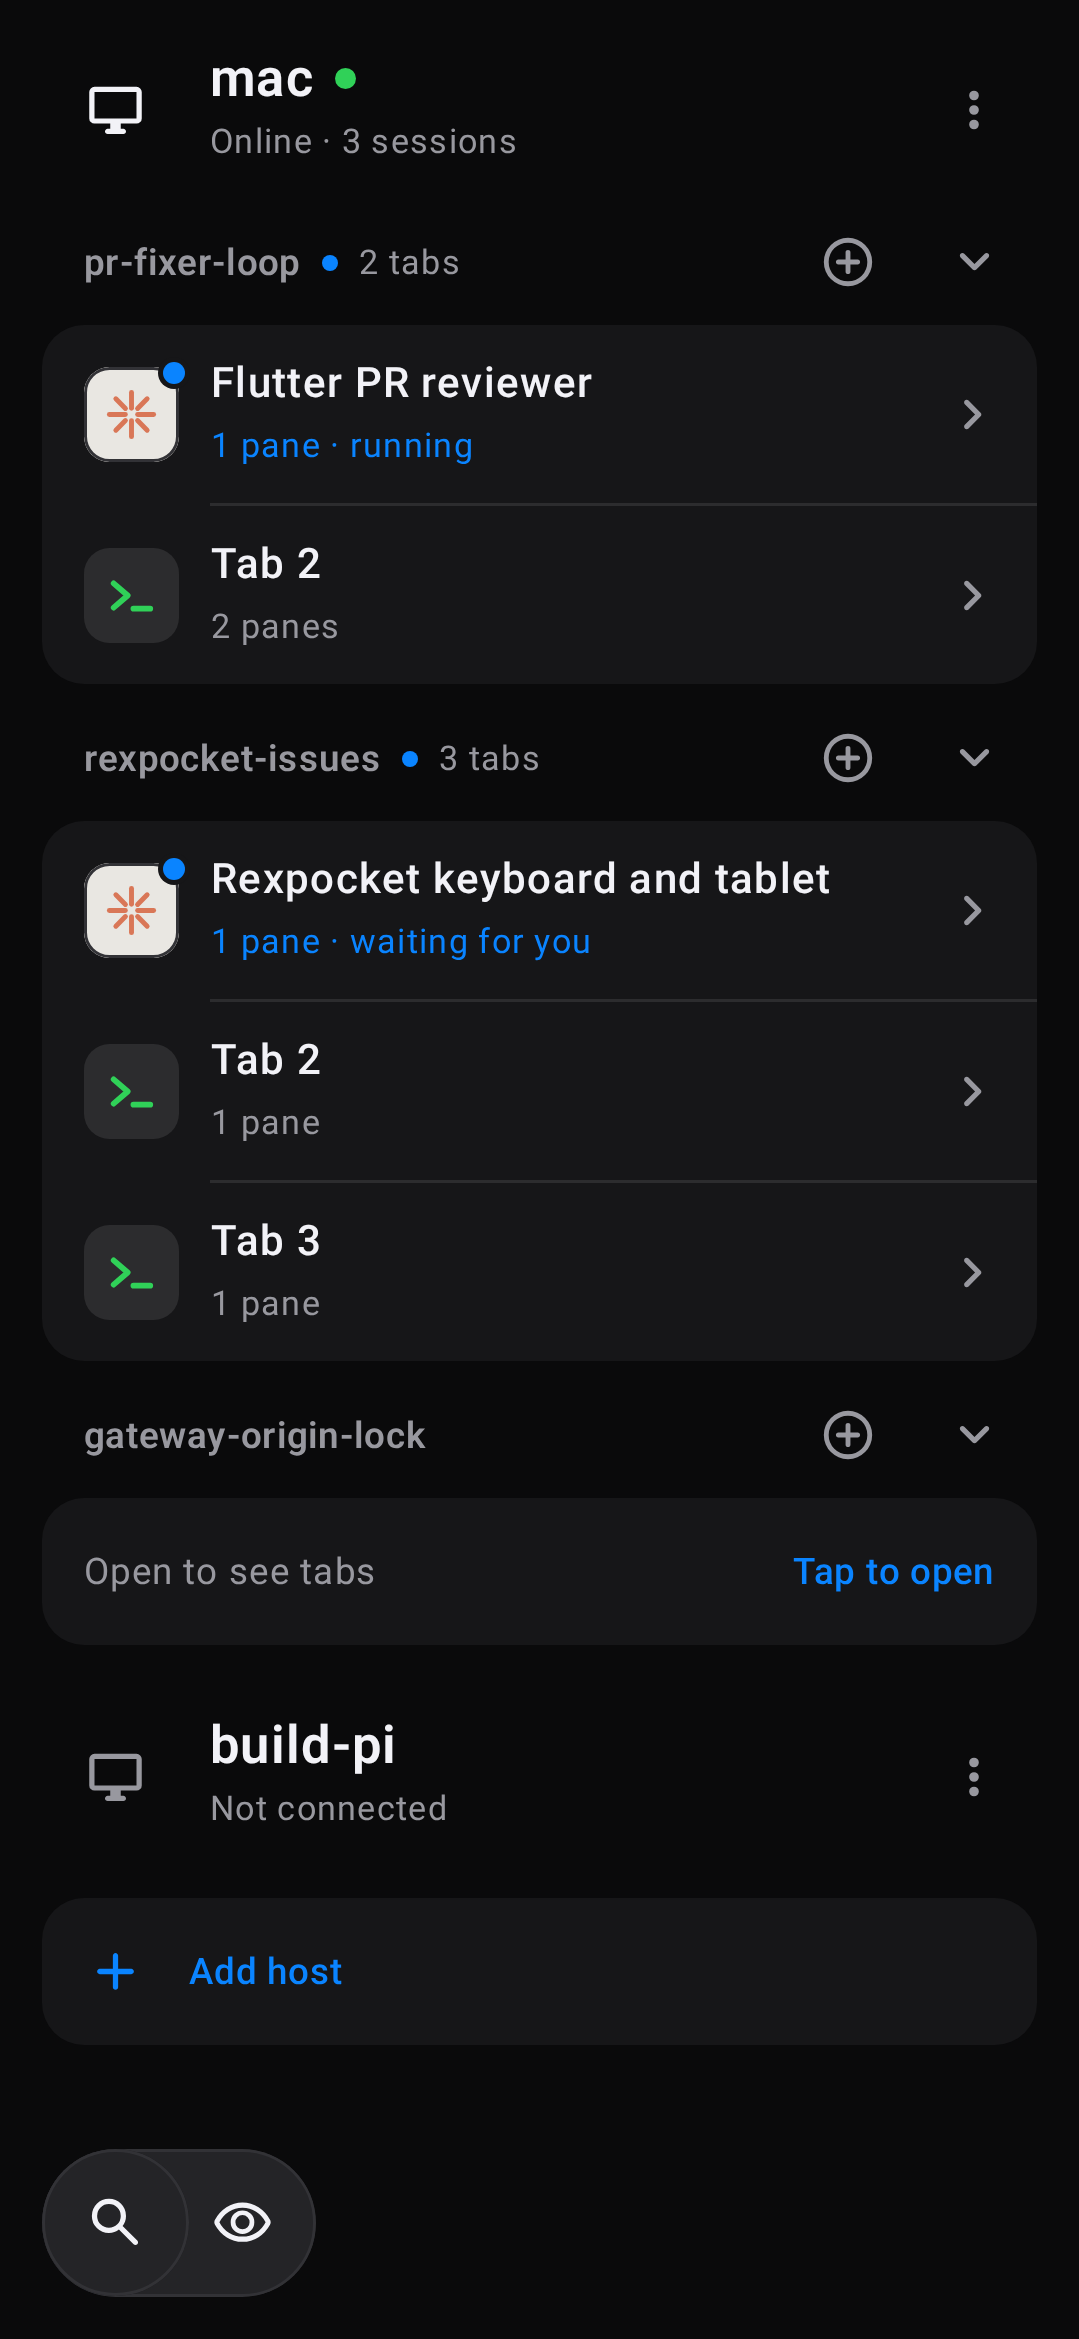 mac
Online · 3 sessions
pr-fixer-loop 2 tabs
Flutter PR reviewer
1 pane · running
Tab 2
2 panes
rexpocket-issues 3 tabs
Rexpocket keyboard and tablet
1 pane · waiting for you
Tab 2
1 pane
Tab 3
1 pane
gateway-origin-lock
Open to see tabs Tap to open
build-pi
Not connected
Add host